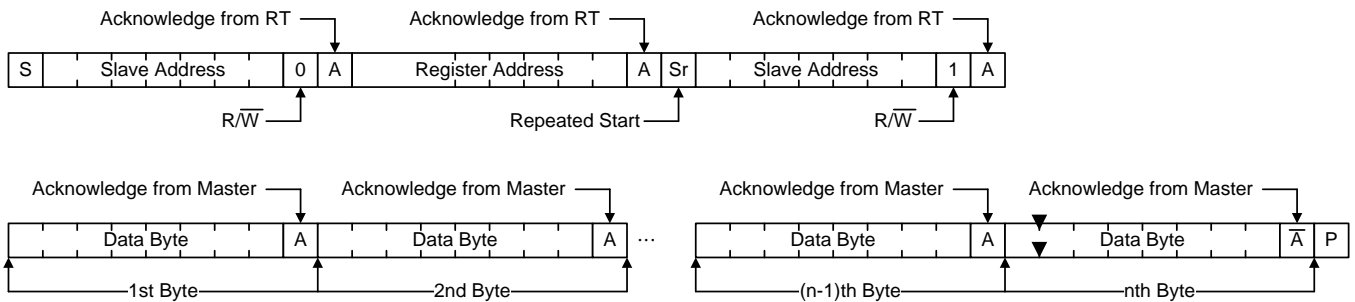 Acknowledge from RT Acknowledge from RT Acknowledge from RT
S Slave Address 0 A Register Address A Sr Slave Address 1 A
R/W̅ Repeated Start R/W̅
Acknowledge from Master Acknowledge from Master Acknowledge from Master Acknowledge from Master
Data Byte A Data Byte A ... Data Byte A Data Byte A̅ P
1st Byte 2nd Byte (n-1)th Byte nth Byte